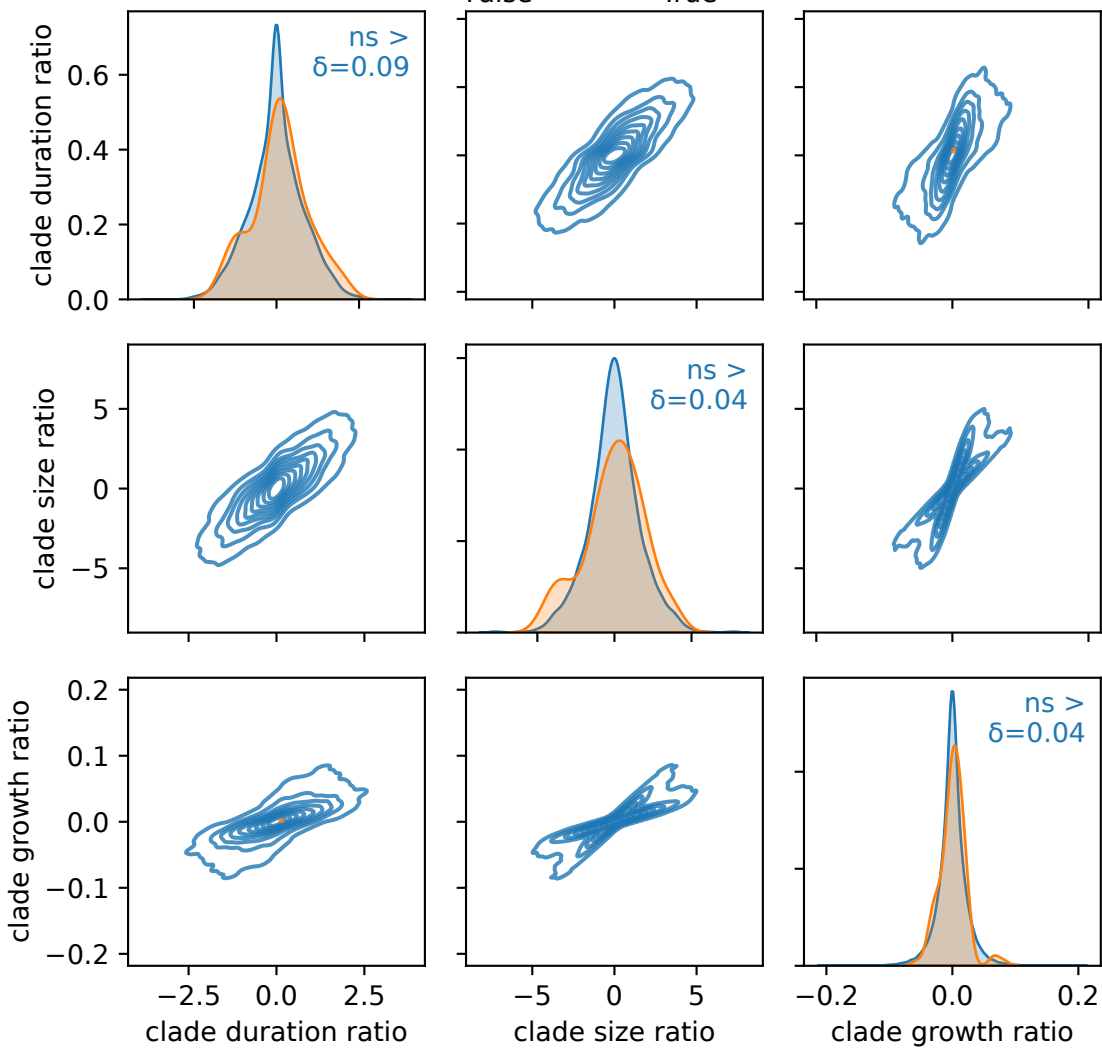 False True
clade duration ratio
0.6
0.4
0.2
0.0
ns >
δ=0.09
clade size ratio
5
0
−5
ns >
δ=0.04
clade growth ratio
0.2
0.1
0.0
−0.1
−0.2
ns >
δ=0.04
−2.5 0.0 2.5
−5 0 5
−0.2 0.0 0.2
clade duration ratio
clade size ratio
clade growth ratio